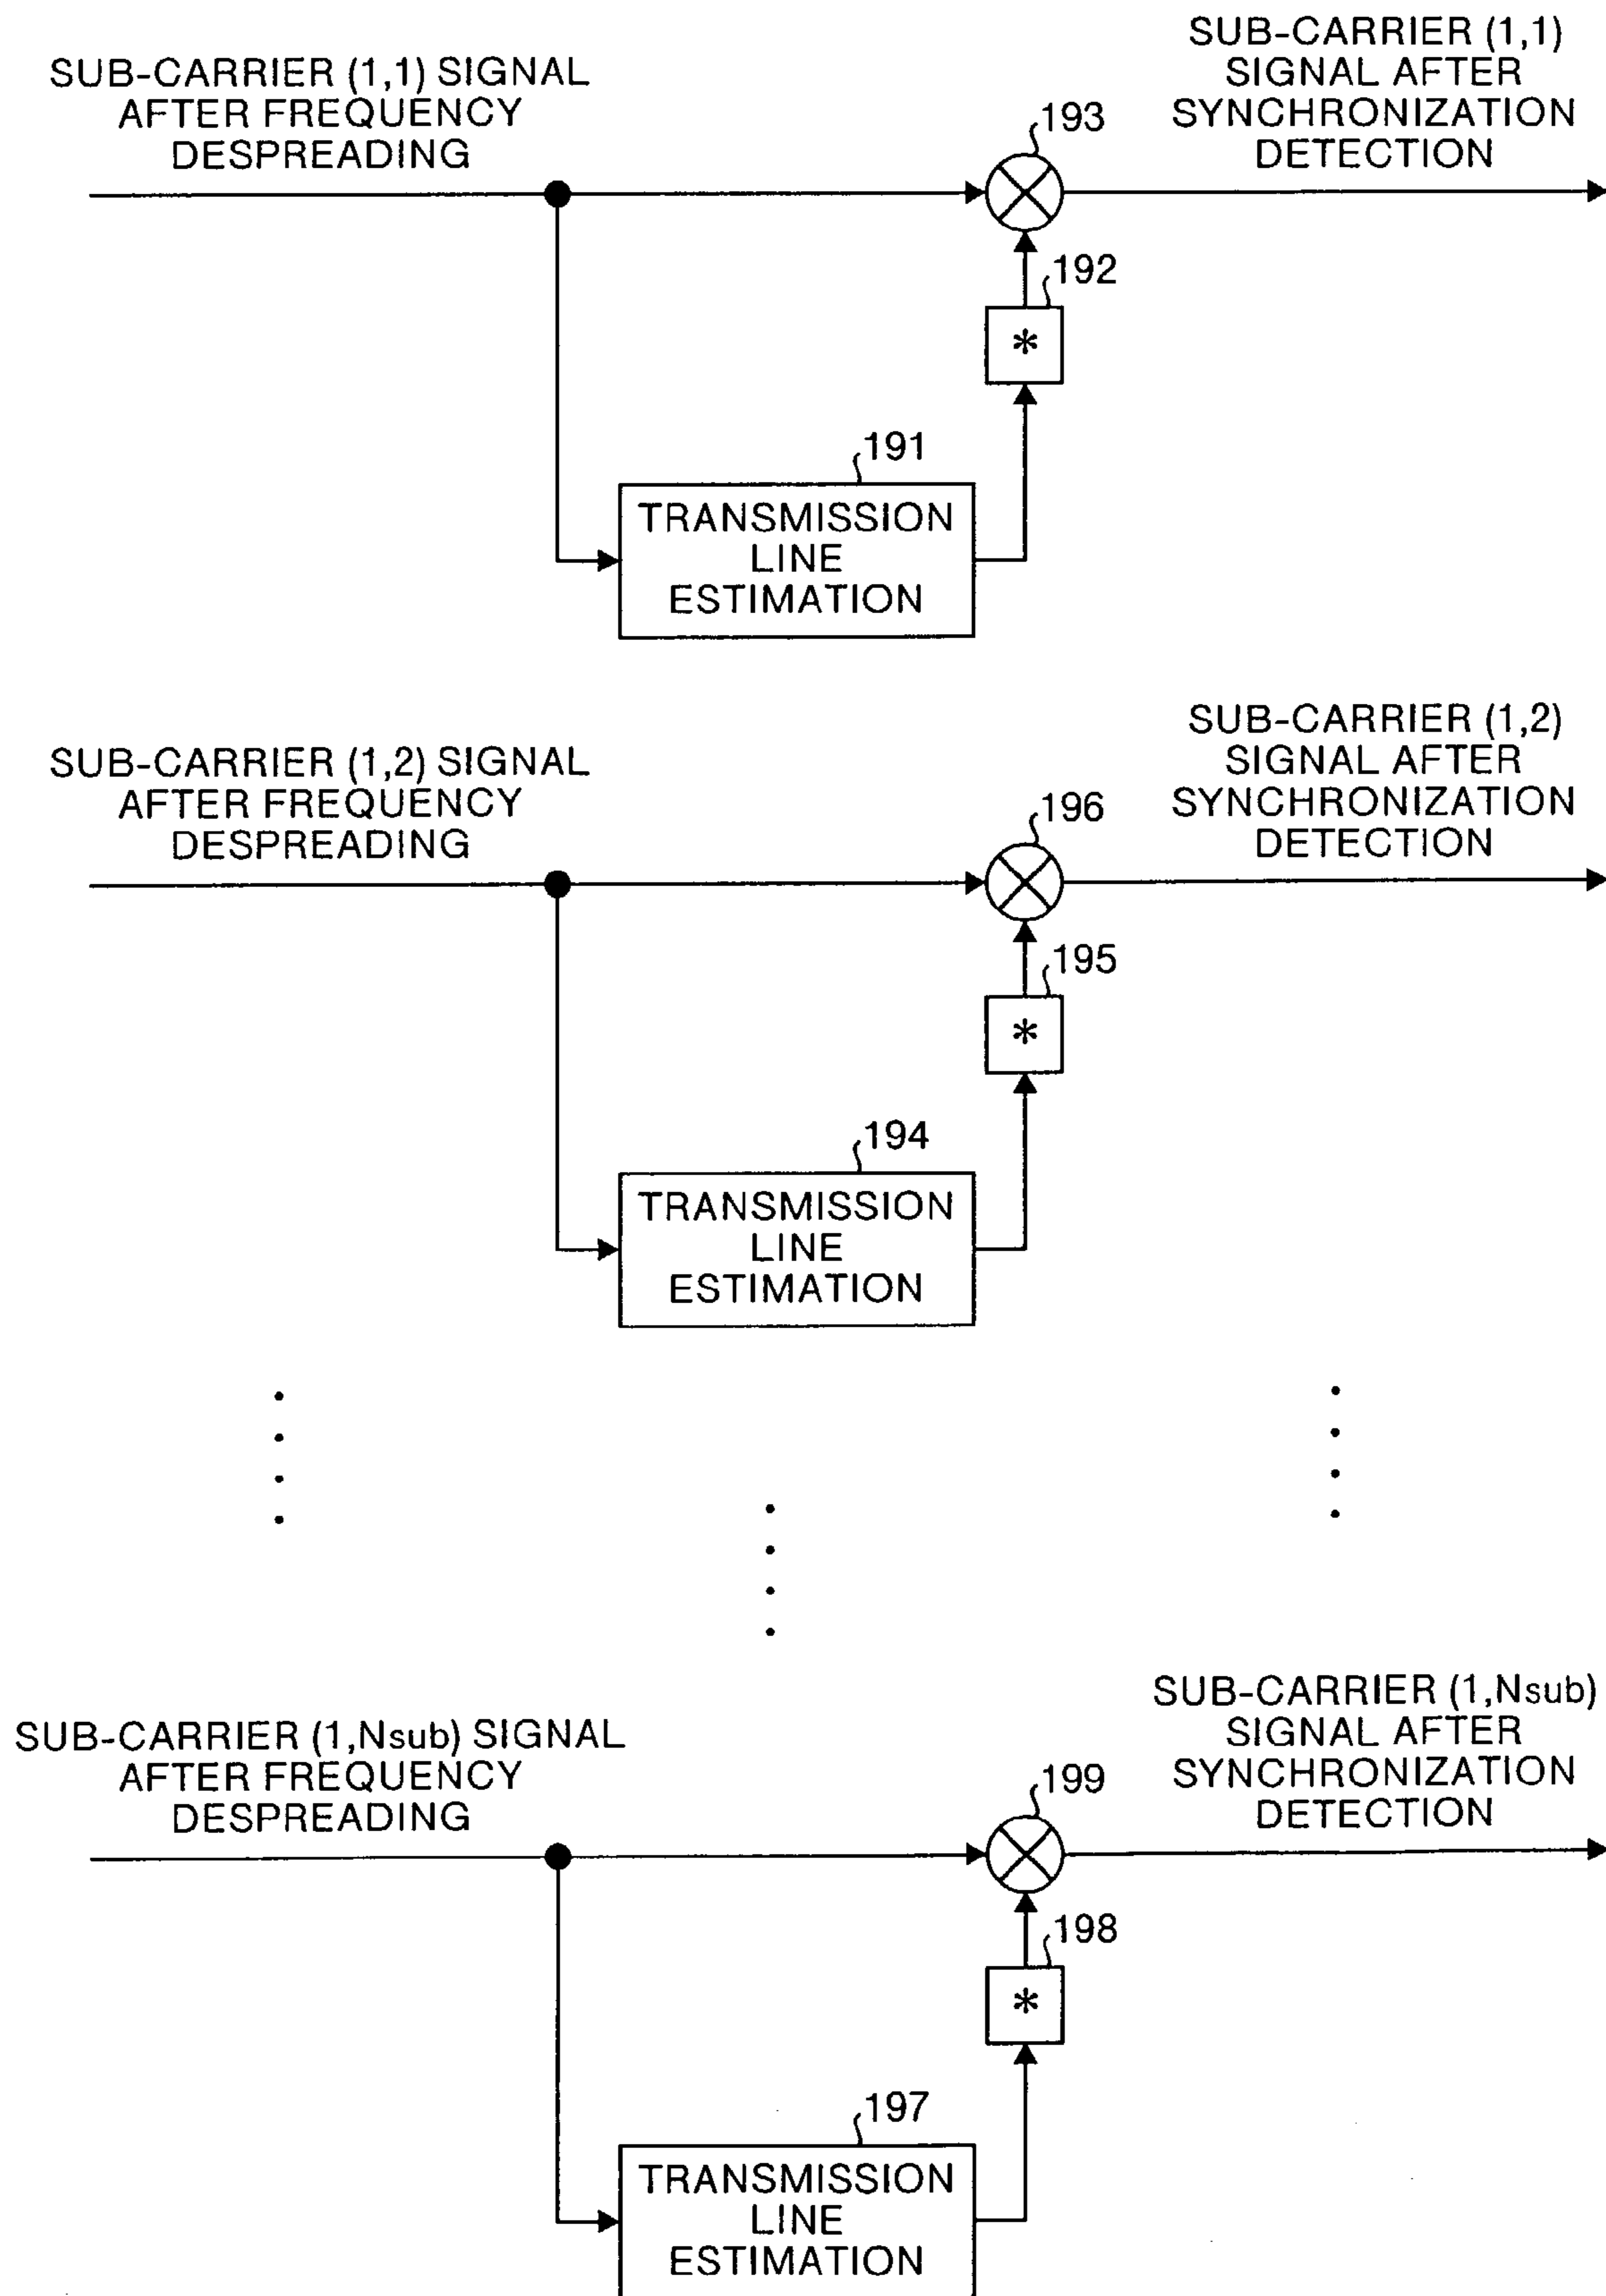 SUB-CARRIER (1,1) SIGNAL
AFTER FREQUENCY
DESPREADING
SUB-CARRIER (1,1)
SIGNAL AFTER
SYNCHRONIZATION
DETECTION
193
192
*
191
TRANSMISSION
LINE
ESTIMATION
SUB-CARRIER (1,2) SIGNAL
AFTER FREQUENCY
DESPREADING
SUB-CARRIER (1,2)
SIGNAL AFTER
SYNCHRONIZATION
DETECTION
196
195
*
194
TRANSMISSION
LINE
ESTIMATION
SUB-CARRIER (1,Nsub) SIGNAL
AFTER FREQUENCY
DESPREADING
SUB-CARRIER (1,Nsub)
SIGNAL AFTER
SYNCHRONIZATION
DETECTION
199
198
*
197
TRANSMISSION
LINE
ESTIMATION